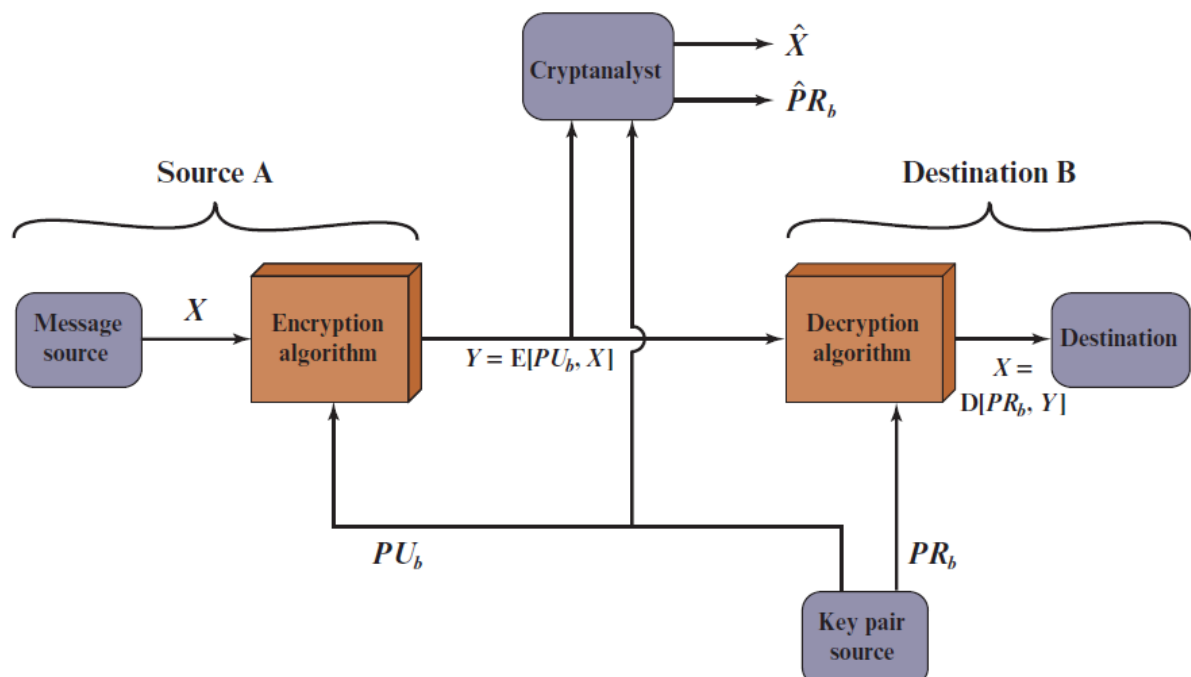 Cryptanalyst
X̂
P̂R_b
Source A
Destination B
Message
source
X
Encryption
algorithm
Y = E[PU_b, X]
Decryption
algorithm
X =
D[PR_b, Y]
Destination
PU_b
PR_b
Key pair
source